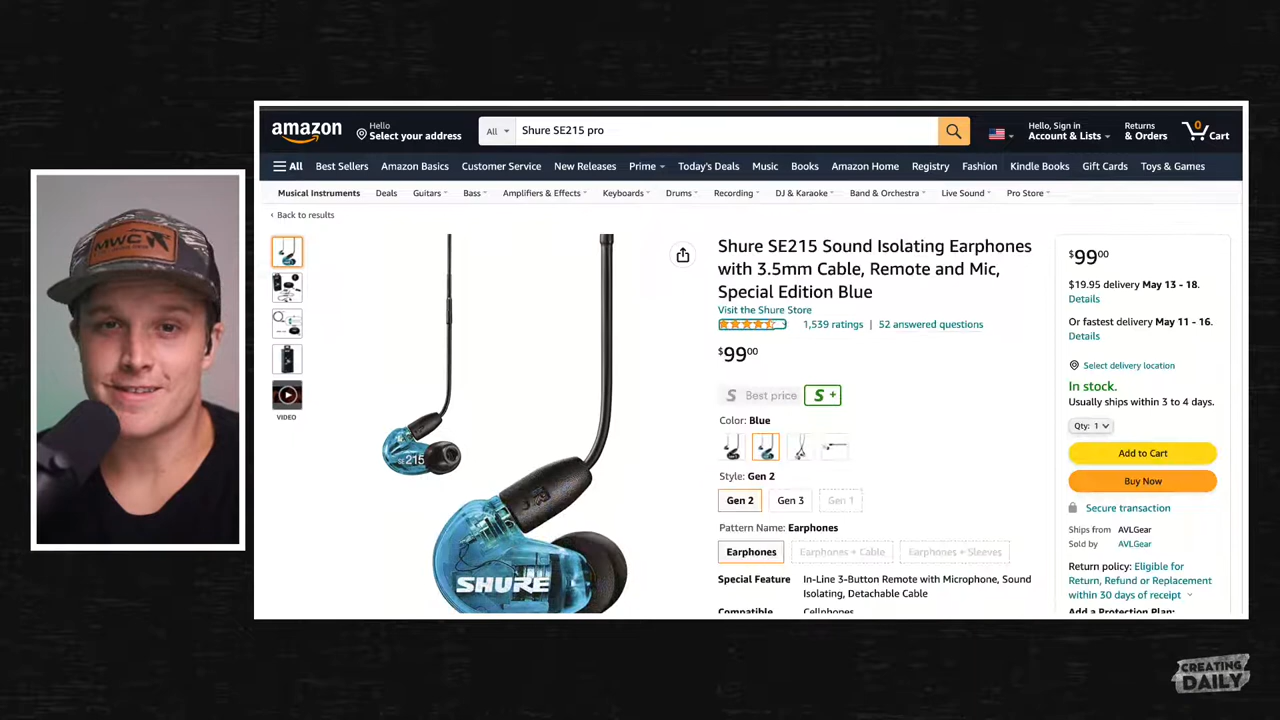 MWC
amazon
Hello
Select your address
All
Shure SE215 pro
Hello, Sign in
Account & Lists
Returns
& Orders
0
Cart
All
Best Sellers
Amazon Basics
Customer Service
New Releases
Prime
Today's Deals
Music
Books
Amazon Home
Registry
Fashion
Kindle Books
Gift Cards
Toys & Games
Musical Instruments
Deals
Guitars
Bass
Amplifiers & Effects
Keyboards
Drums
Recording
DJ & Karaoke
Band & Orchestra
Live Sound
Pro Store
‹ Back to results
VIDEO
SE215
SHURE
Shure SE215 Sound Isolating Earphones
with 3.5mm Cable, Remote and Mic,
Special Edition Blue
Visit the Shure Store
1,539 ratings | 52 answered questions
$99⁰⁰
S Best price
S +
Color: Blue
Style: Gen 2
Gen 2
Gen 3
Gen 1
Pattern Name: Earphones
Earphones
Earphones + Cable
Earphones + Sleeves
Special Feature
In-Line 3-Button Remote with Microphone, Sound
Isolating, Detachable Cable
Compatible
Cellphones
$99⁰⁰
$19.95 delivery May 13 - 18.
Details
Or fastest delivery May 11 - 16.
Details
Select delivery location
In stock.
Usually ships within 3 to 4 days.
Qty: 1
Add to Cart
Buy Now
Secure transaction
Ships from AVLGear
Sold by AVLGear
Return policy: Eligible for
Return, Refund or Replacement
within 30 days of receipt
Add a Protection Plan:
CREATING
DAILY